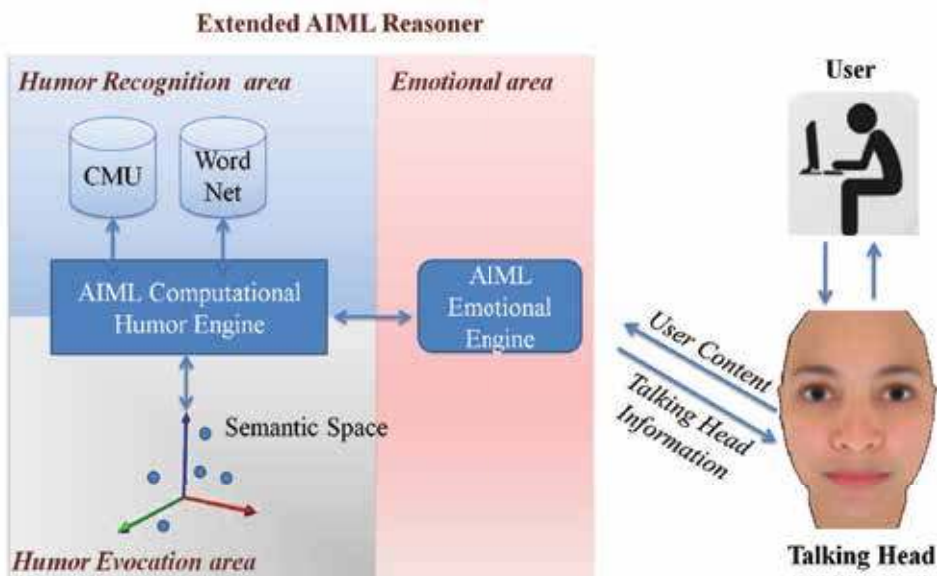 Extended AIML Reasoner
Humor Recognition area
Emotional area
CMU
Word
Net
AIML Computational
Humor Engine
AIML
Emotional
Engine
Semantic Space
Humor Evocation area
User
User Content
Talking Head
Information
Talking Head